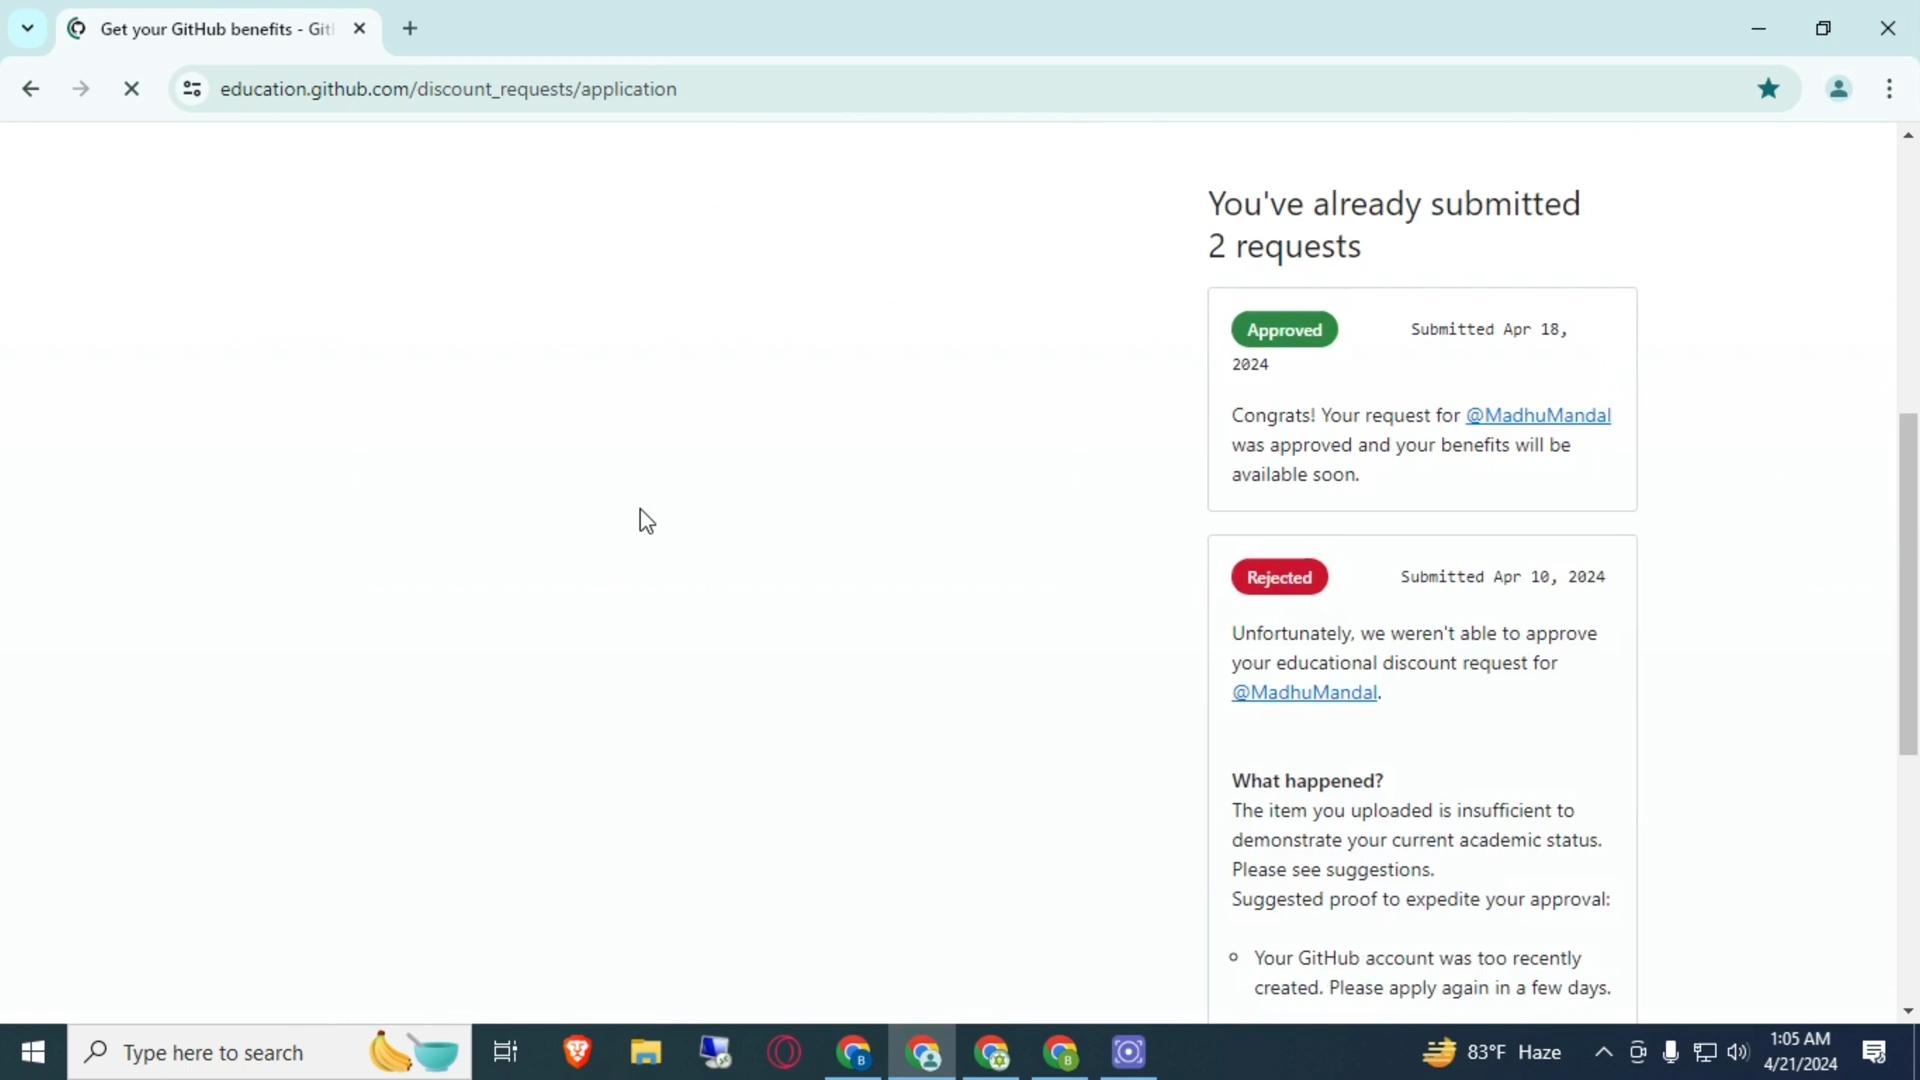 Get your GitHub benefits - Git
education.github.com/discount_requests/application
You've already submitted
2 requests
Approved Submitted Apr 18,
2024
Congrats! Your request for @MadhuMandal
was approved and your benefits will be
available soon.
Rejected Submitted Apr 10, 2024
Unfortunately, we weren't able to approve
your educational discount request for
@MadhuMandal.
What happened?
The item you uploaded is insufficient to
demonstrate your current academic status.
Please see suggestions.
Suggested proof to expedite your approval:
Your GitHub account was too recently
created. Please apply again in a few days.
Type here to search
B
B
83°F Haze
1:05 AM
4/21/2024